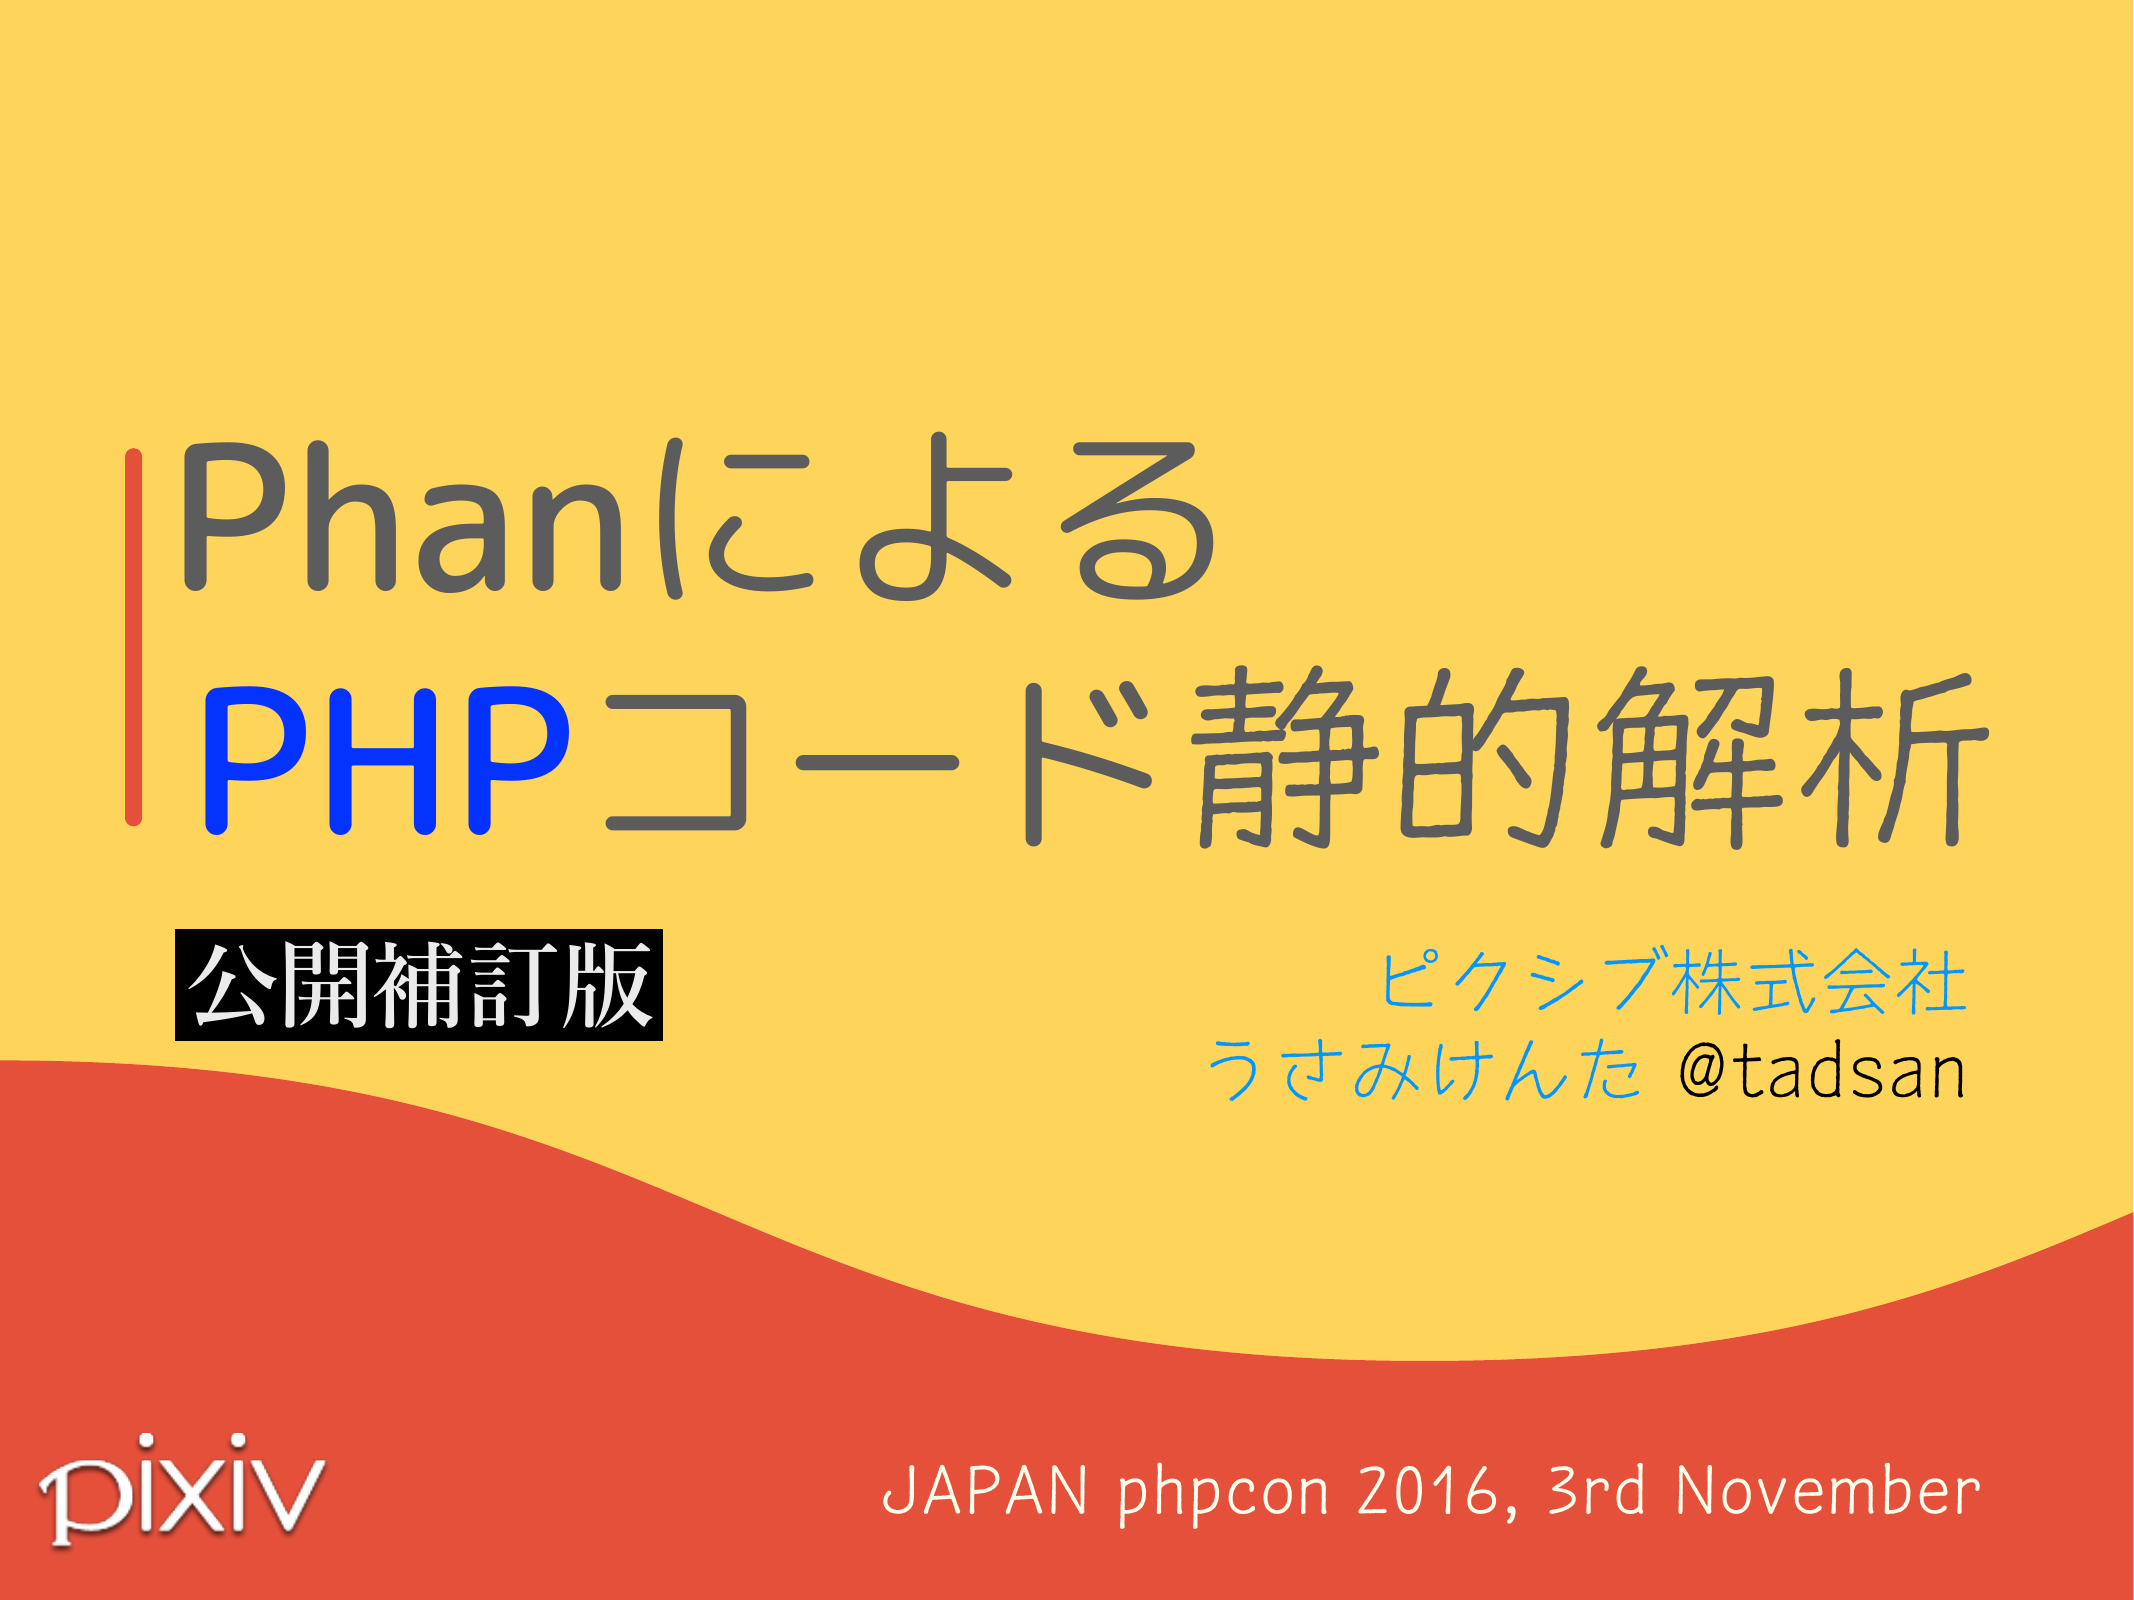 Phanによる
PHPコード静的解析
公開補訂版
ピクシブ株式会社
うさみけんた @tadsan
pixiv
JAPAN phpcon 2016, 3rd November